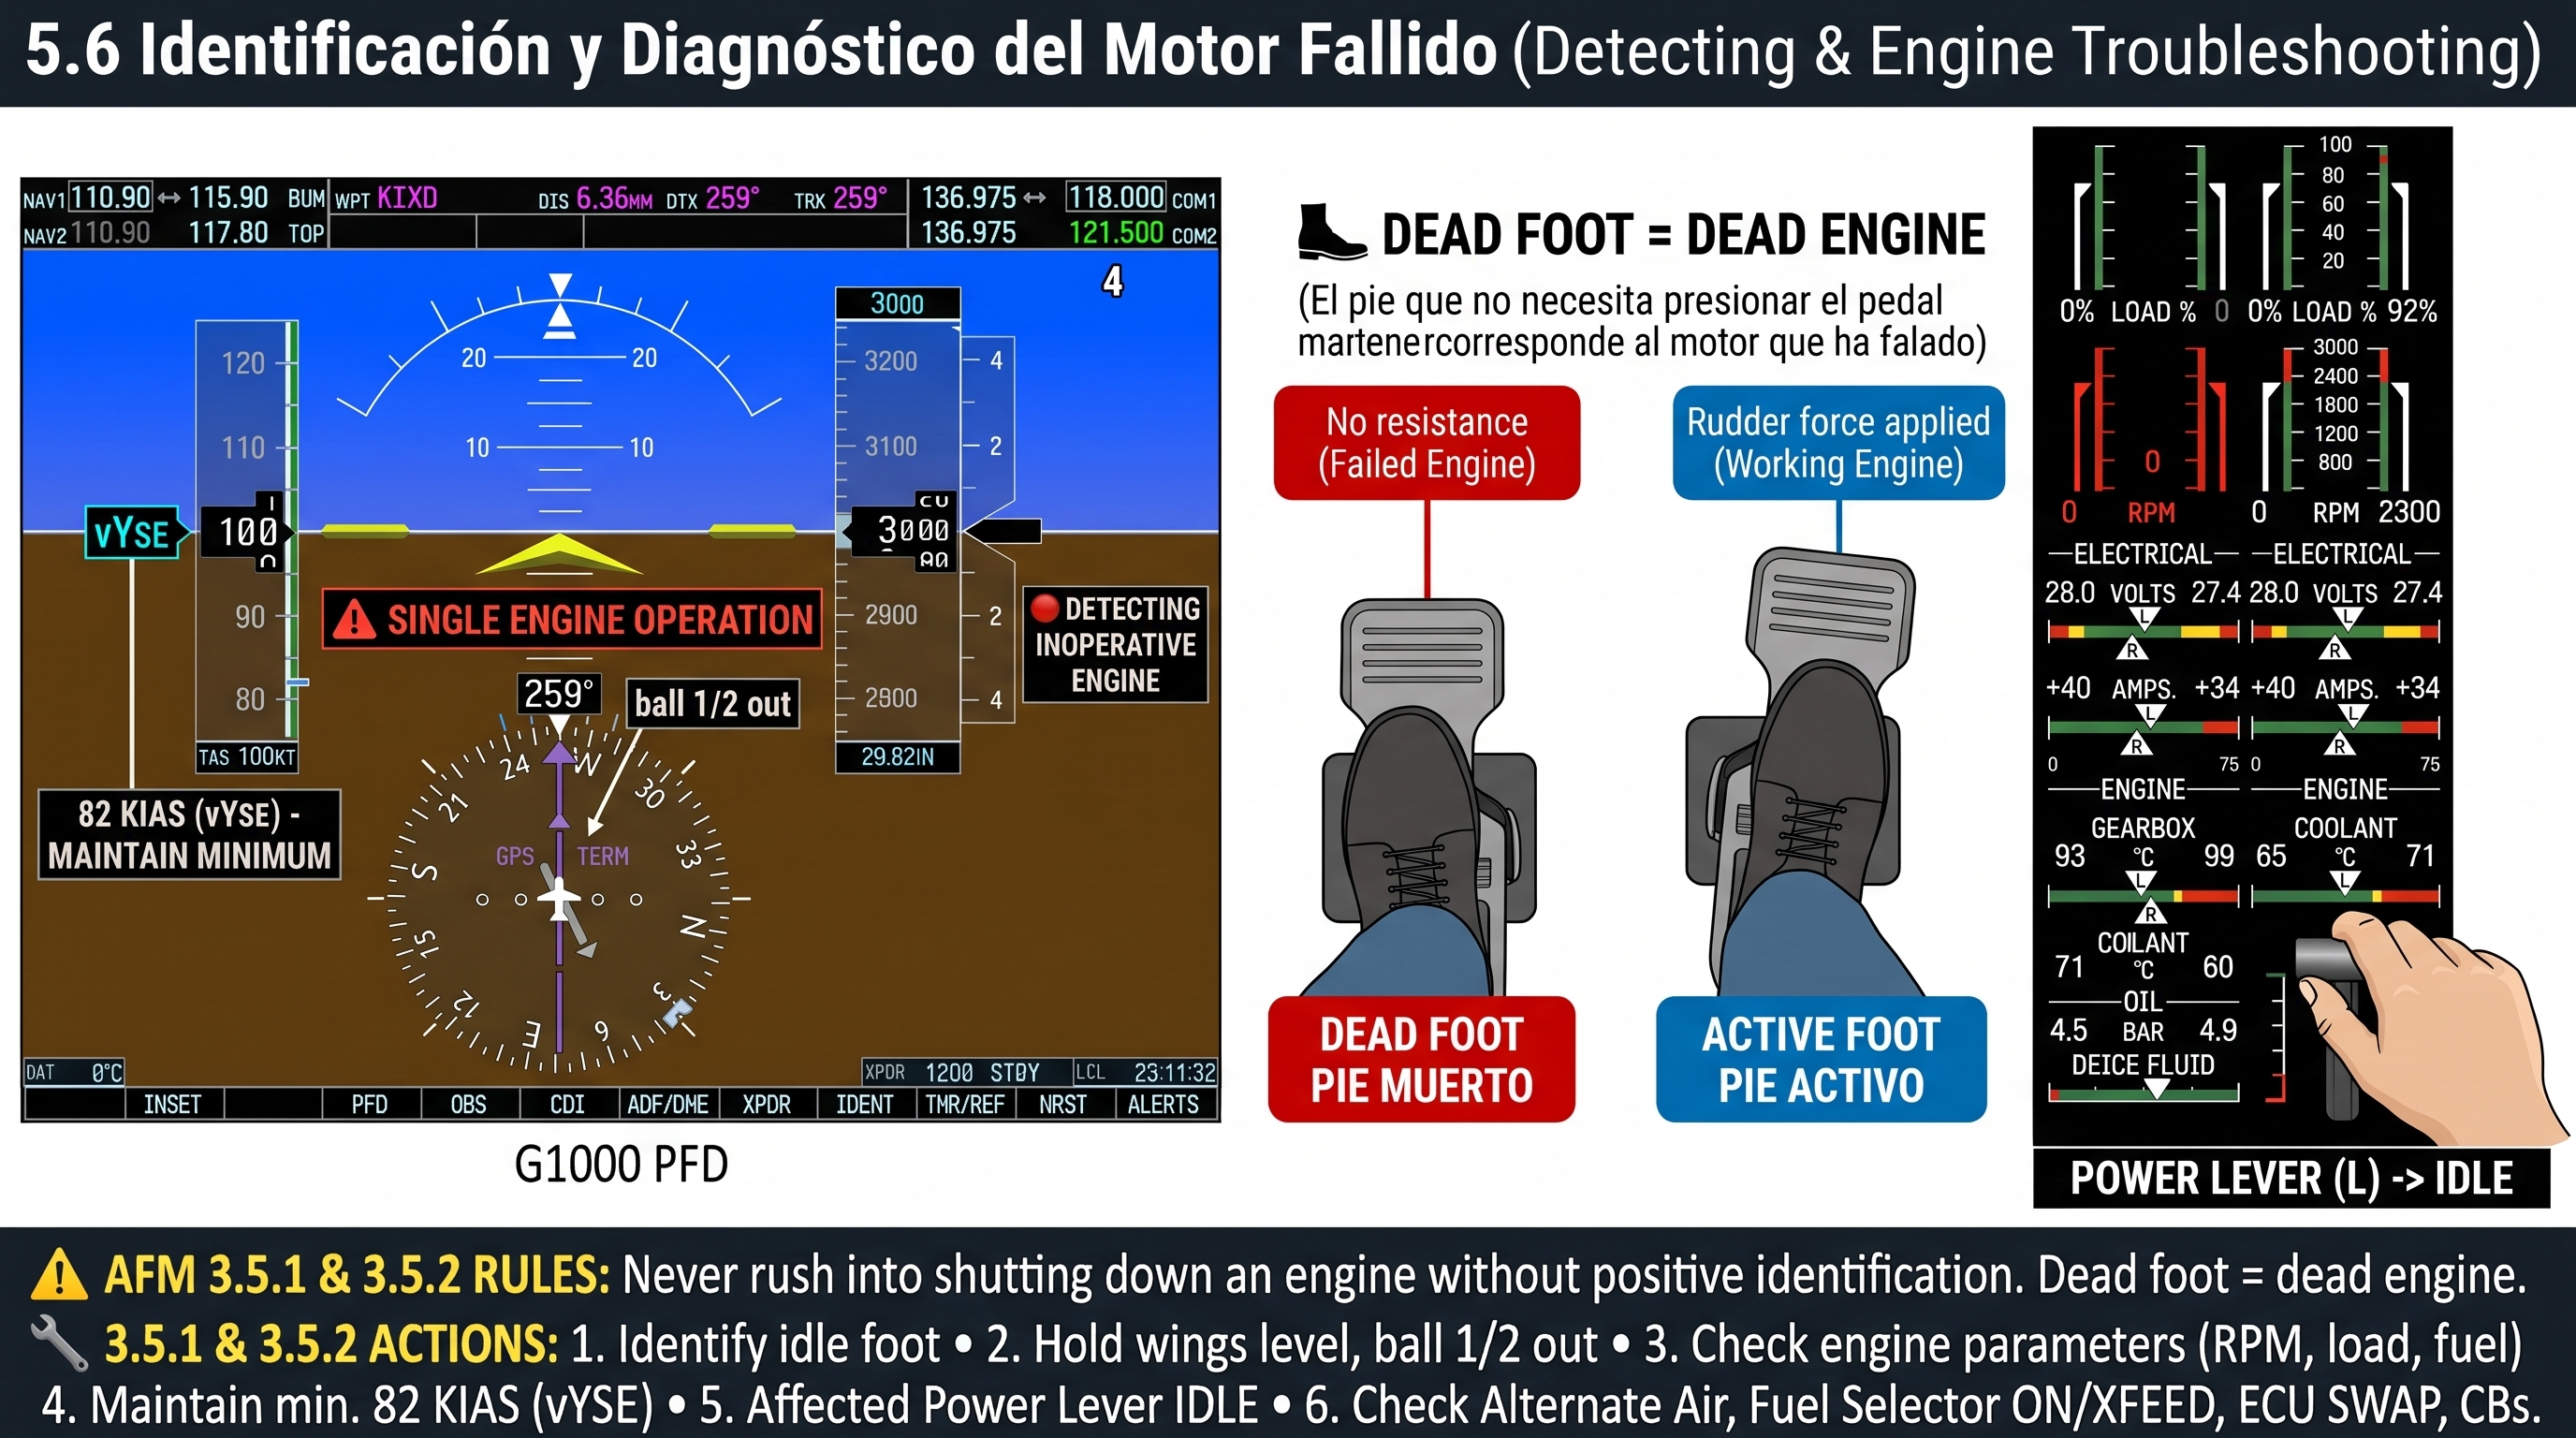 5.6 Identificación y Diagnóstico del Motor Fallido (Detecting & Engine Troubleshooting)
NAV1 110.90 ↔ 115.90 BUM WPT KIXD DIS 6.36MM DTX 259° TRK 259° 136.975 ↔ 118.000 COM1
NAV2 110.90 117.80 TOP 136.975 121.500 COM2
4
3000
120
110
100
90
80
TAS 100KT
vYSE
20 20
10 10
3200
3100
3000
2900
2800
29.82IN
4
2
2
4
⚠ SINGLE ENGINE OPERATION
DETECTING
INOPERATIVE
ENGINE
259°
ball 1/2 out
82 KIAS (vYSE) -
MAINTAIN MINIMUM
24 W 30 33 N 3 6 E 12 15 S 21
GPS TERM
DAT 0°C
XPDR 1200 STBY LCL 23:11:32
INSET PFD OBS CDI ADF/DME XPDR IDENT TMR/REF NRST ALERTS
G1000 PFD
DEAD FOOT = DEAD ENGINE
(El pie que no necesita presionar el pedal
martenercorresponde al motor que ha falado)
No resistance
(Failed Engine)
Rudder force applied
(Working Engine)
DEAD FOOT
PIE MUERTO
ACTIVE FOOT
PIE ACTIVO
100
80
60
40
20
0% LOAD % 0 0% LOAD % 92%
3000
2400
1800
1200
800
0
0 RPM 0 RPM 2300
ELECTRICAL ELECTRICAL
28.0 VOLTS 27.4 28.0 VOLTS 27.4
L L
R R
+40 AMPS. +34 +40 AMPS. +34
L L
R R
0 75 0 75
ENGINE ENGINE
GEARBOX COOLANT
93 °C 99 65 °C 71
L L
R
COILANT
71 °C 60
OIL
4.5 BAR 4.9
DEICE FLUID
POWER LEVER (L) -> IDLE
⚠ AFM 3.5.1 & 3.5.2 RULES: Never rush into shutting down an engine without positive identification. Dead foot = dead engine.
3.5.1 & 3.5.2 ACTIONS: 1. Identify idle foot • 2. Hold wings level, ball 1/2 out • 3. Check engine parameters (RPM, load, fuel)
4. Maintain min. 82 KIAS (vYSE) • 5. Affected Power Lever IDLE • 6. Check Alternate Air, Fuel Selector ON/XFEED, ECU SWAP, CBs.